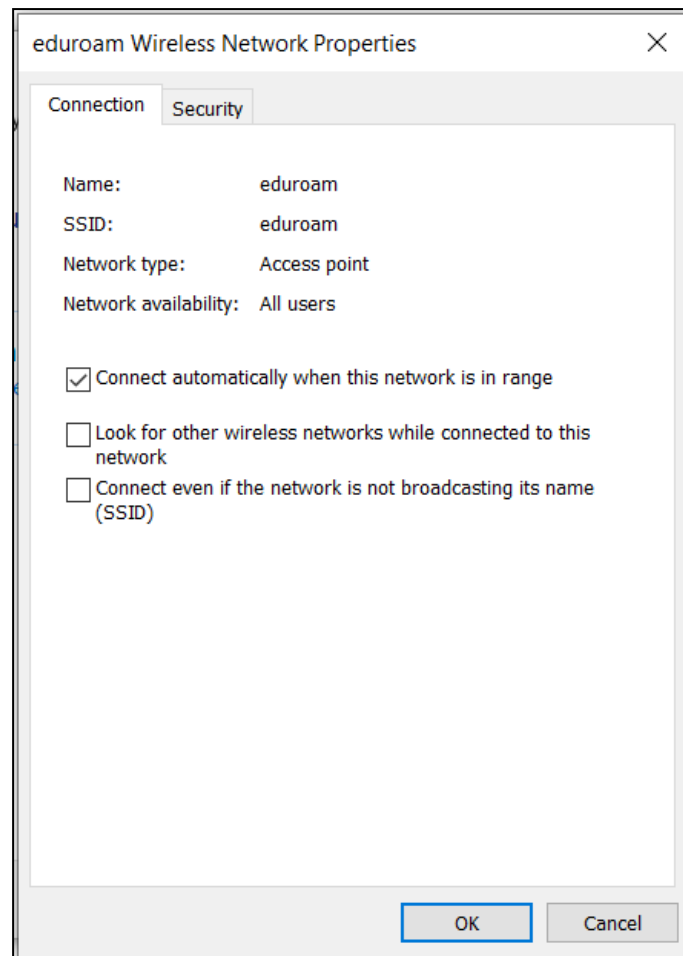 eduroam Wireless Network Properties
Connection
Security
Name: eduroam
SSID: eduroam
Network type: Access point
Network availability: All users
Connect automatically when this network is in range
Look for other wireless networks while connected to this
network
Connect even if the network is not broadcasting its name
(SSID)
OK
Cancel